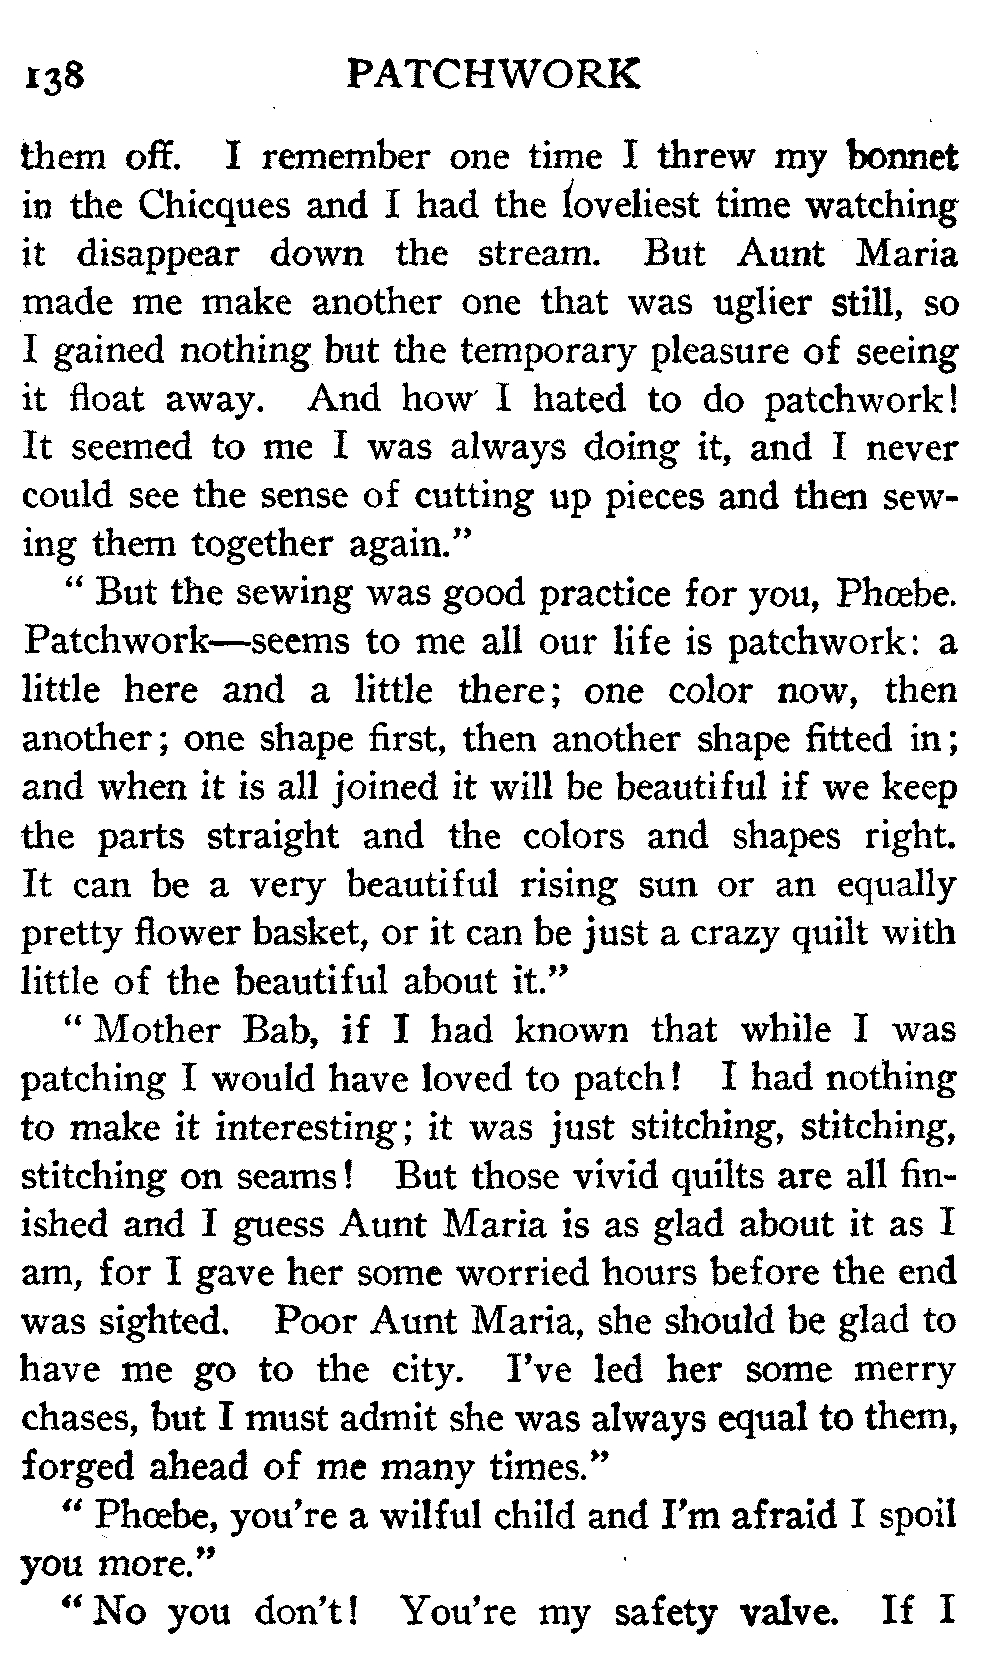 138 PATCHWORK
them off. I remember one time I threw my bonnet
in the Chicques and I had the loveliest time watching
it disappear down the stream. But Aunt Maria
made me make another one that was uglier still, so
I gained nothing but the temporary pleasure of seeing
it float away. And how I hated to do patchwork!
It seemed to me I was always doing it, and I never
could see the sense of cutting up pieces and then sew-
ing them together again."
" But the sewing was good practice for you, Phœbe.
Patchwork—seems to me all our life is patchwork: a
little here and a little there; one color now, then
another; one shape first, then another shape fitted in;
and when it is all joined it will be beautiful if we keep
the parts straight and the colors and shapes right.
It can be a very beautiful rising sun or an equally
pretty flower basket, or it can be just a crazy quilt with
little of the beautiful about it."
" Mother Bab, if I had known that while I was
patching I would have loved to patch! I had nothing
to make it interesting; it was just stitching, stitching,
stitching on seams! But those vivid quilts are all fin-
ished and I guess Aunt Maria is as glad about it as I
am, for I gave her some worried hours before the end
was sighted. Poor Aunt Maria, she should be glad to
have me go to the city. I've led her some merry
chases, but I must admit she was always equal to them,
forged ahead of me many times."
" Phœbe, you're a wilful child and I'm afraid I spoil
you more."
" No you don't! You're my safety valve. If I